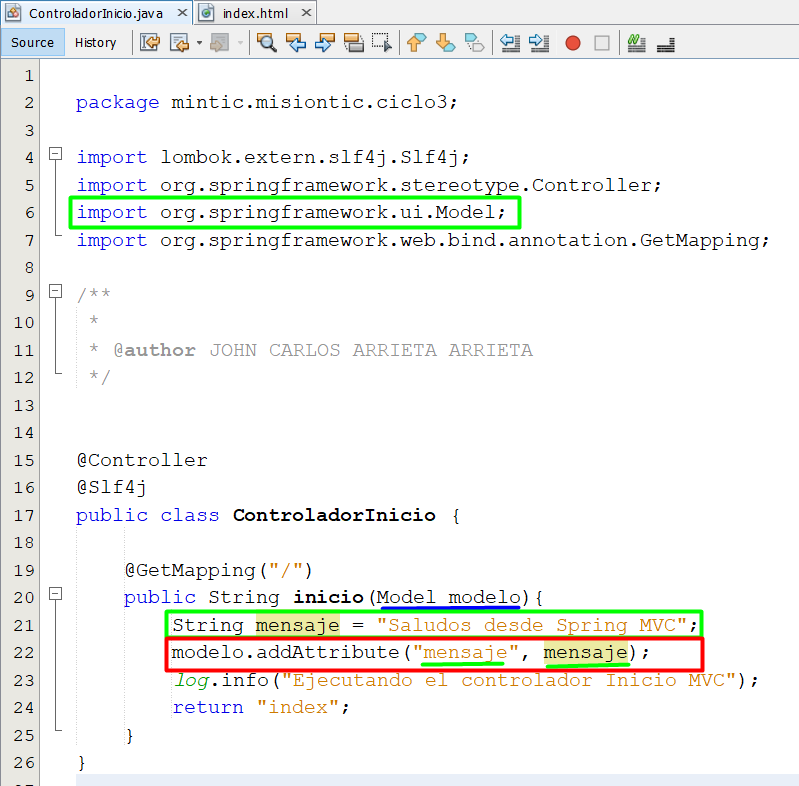 ControladorInicio.java × index.html ×
Source History
1
2 package mintic.misiontic.ciclo3;
3
4 import lombok.extern.slf4j.Slf4j;
5 import org.springframework.stereotype.Controller;
6 import org.springframework.ui.Model;
7 import org.springframework.web.bind.annotation.GetMapping;
8
9 /**
10 *
11 * @author JOHN CARLOS ARRIETA ARRIETA
12 */
13
14
15 @Controller
16 @Slf4j
17 public class ControladorInicio {
18
19 @GetMapping("/")
20 public String inicio(Model modelo){
21 String mensaje = "Saludos desde Spring MVC";
22 modelo.addAttribute("mensaje", mensaje);
23 log.info("Ejecutando el controlador Inicio MVC");
24 return "index";
25 }
26 }